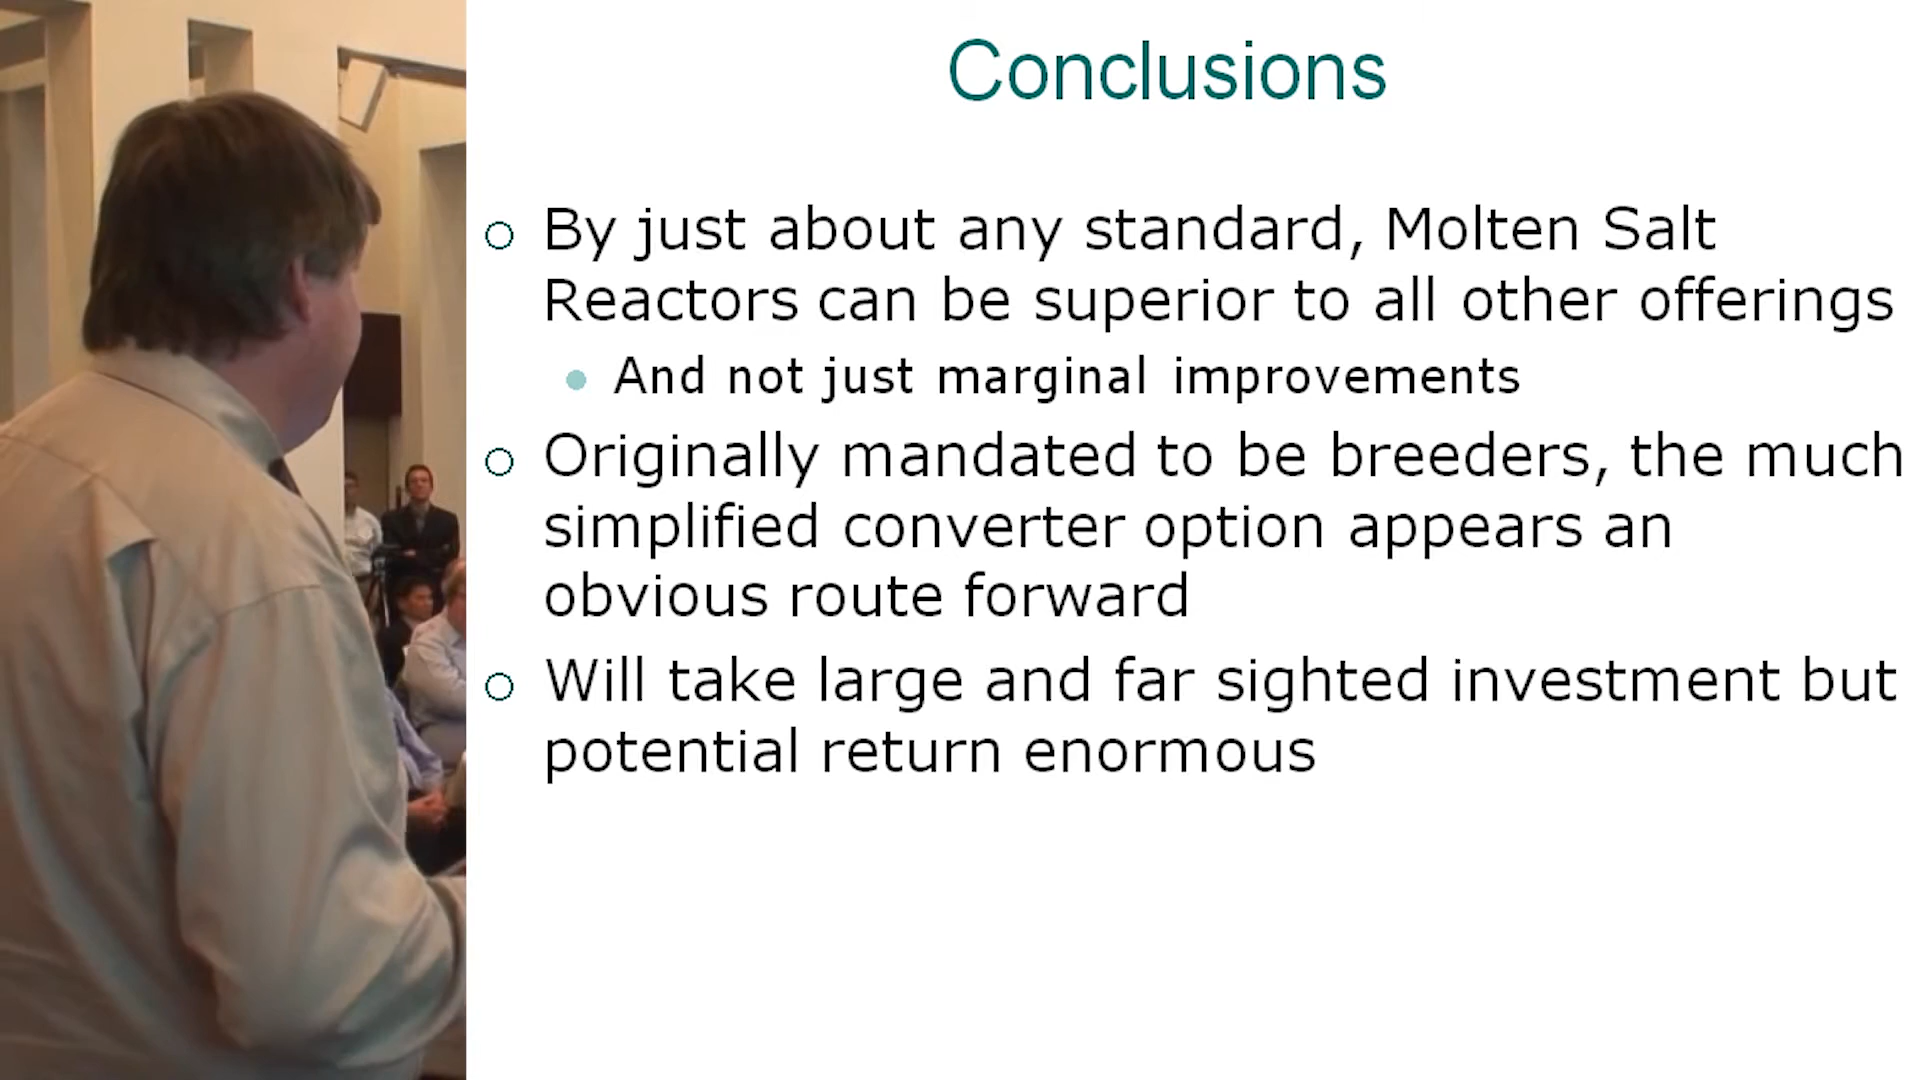 Conclusions
By just about any standard, Molten Salt
Reactors can be superior to all other offerings
And not just marginal improvements
Originally mandated to be breeders, the much
simplified converter option appears an
obvious route forward
Will take large and far sighted investment but
potential return enormous